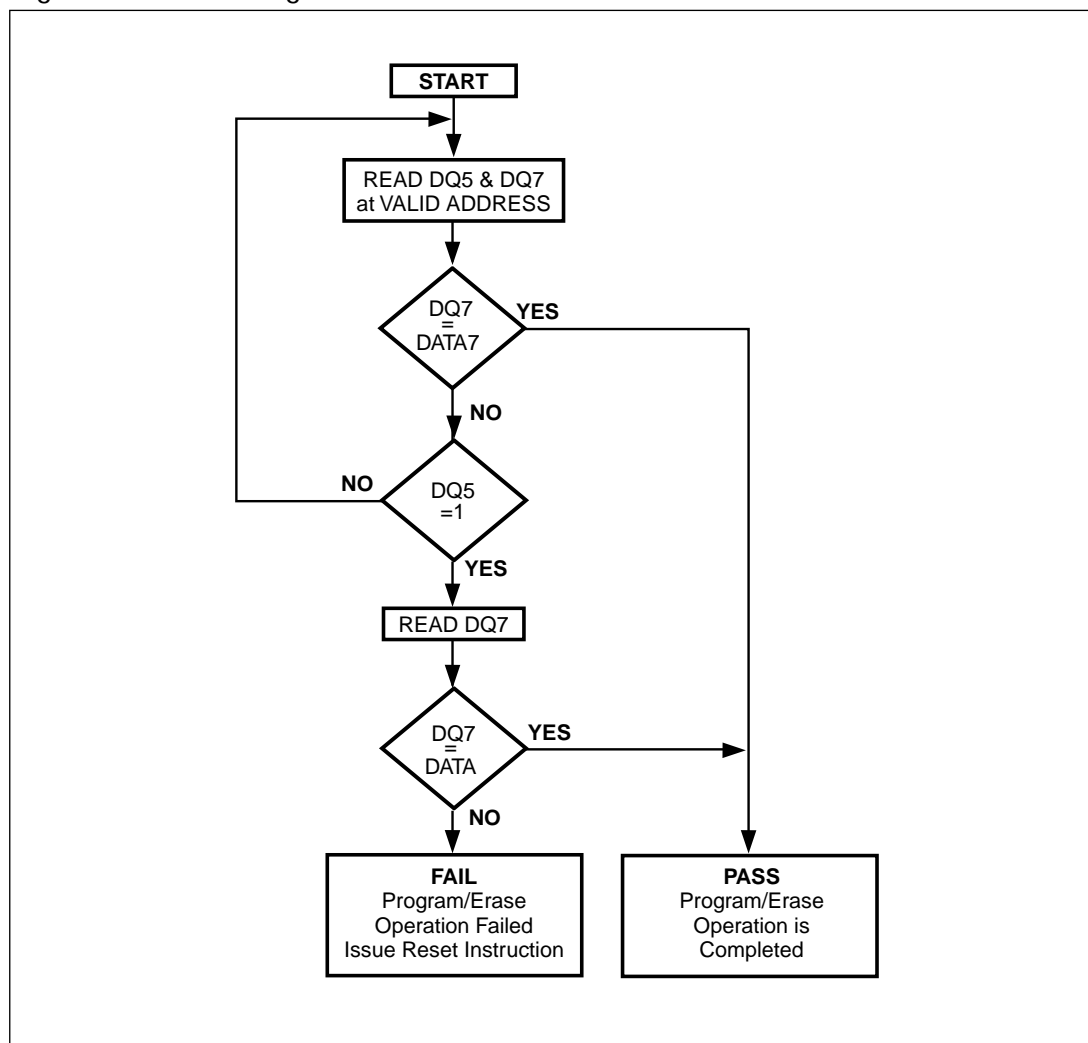 START
READ DQ5 & DQ7
at VALID ADDRESS
DQ7
=
DATA7
YES
NO
DQ5
=1
NO
YES
READ DQ7
DQ7
=
DATA
YES
NO
FAIL
Program/Erase
Operation Failed
Issue Reset Instruction
PASS
Program/Erase
Operation is
Completed